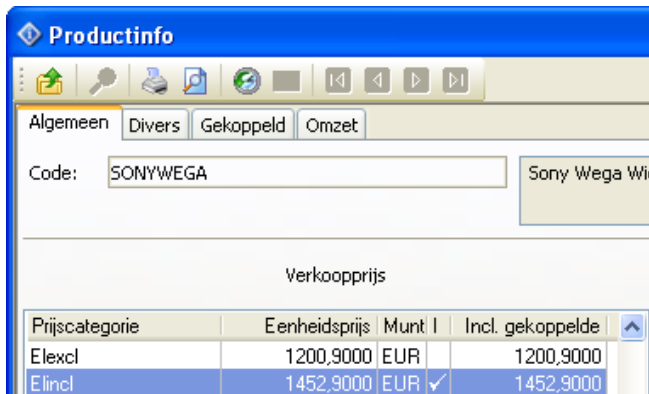 Productinfo
Algemeen Divers Gekoppeld Omzet
Code: SONYWEGA Sony Wega Wi
Verkoopprijs
Prijscategorie Eenheidsprijs Munt I Incl. gekoppelde
Elexcl 1200,9000 EUR 1200,9000
Elincl 1452,9000 EUR ✓ 1452,9000